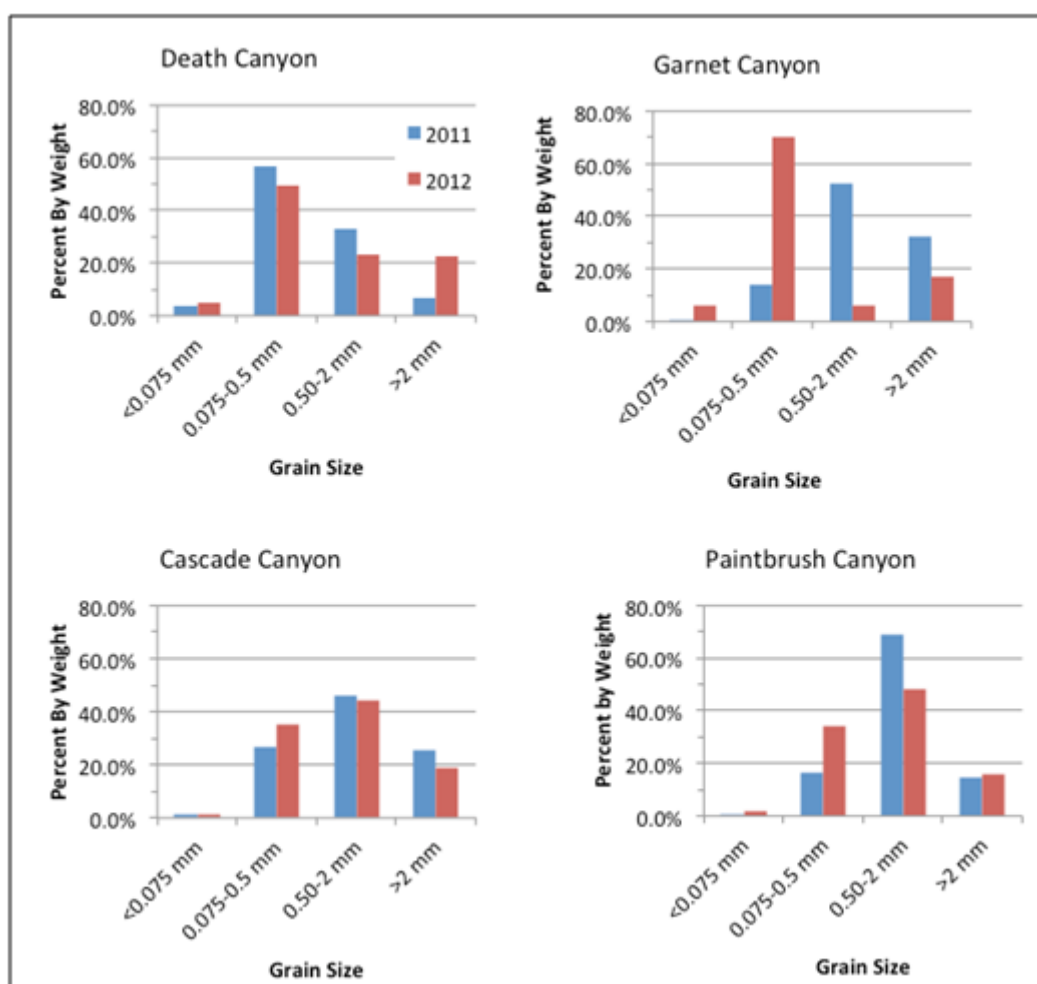 Death Canyon
Percent By Weight
80.0%
60.0%
40.0%
20.0%
0.0%
2011
2012
<0.075 mm
0.075-0.5 mm
0.50-2 mm
>2 mm
Grain Size
Garnet Canyon
Percent By Weight
80.0%
60.0%
40.0%
20.0%
0.0%
<0.075 mm
0.075-0.5 mm
0.50-2 mm
>2 mm
Grain Size
Cascade Canyon
Percent By Weight
80.0%
60.0%
40.0%
20.0%
0.0%
<0.075 mm
0.075-0.5 mm
0.50-2 mm
>2 mm
Grain Size
Paintbrush Canyon
Percent by Weight
80.0%
60.0%
40.0%
20.0%
0.0%
<0.075 mm
0.075-0.5 mm
0.50-2 mm
>2 mm
Grain Size